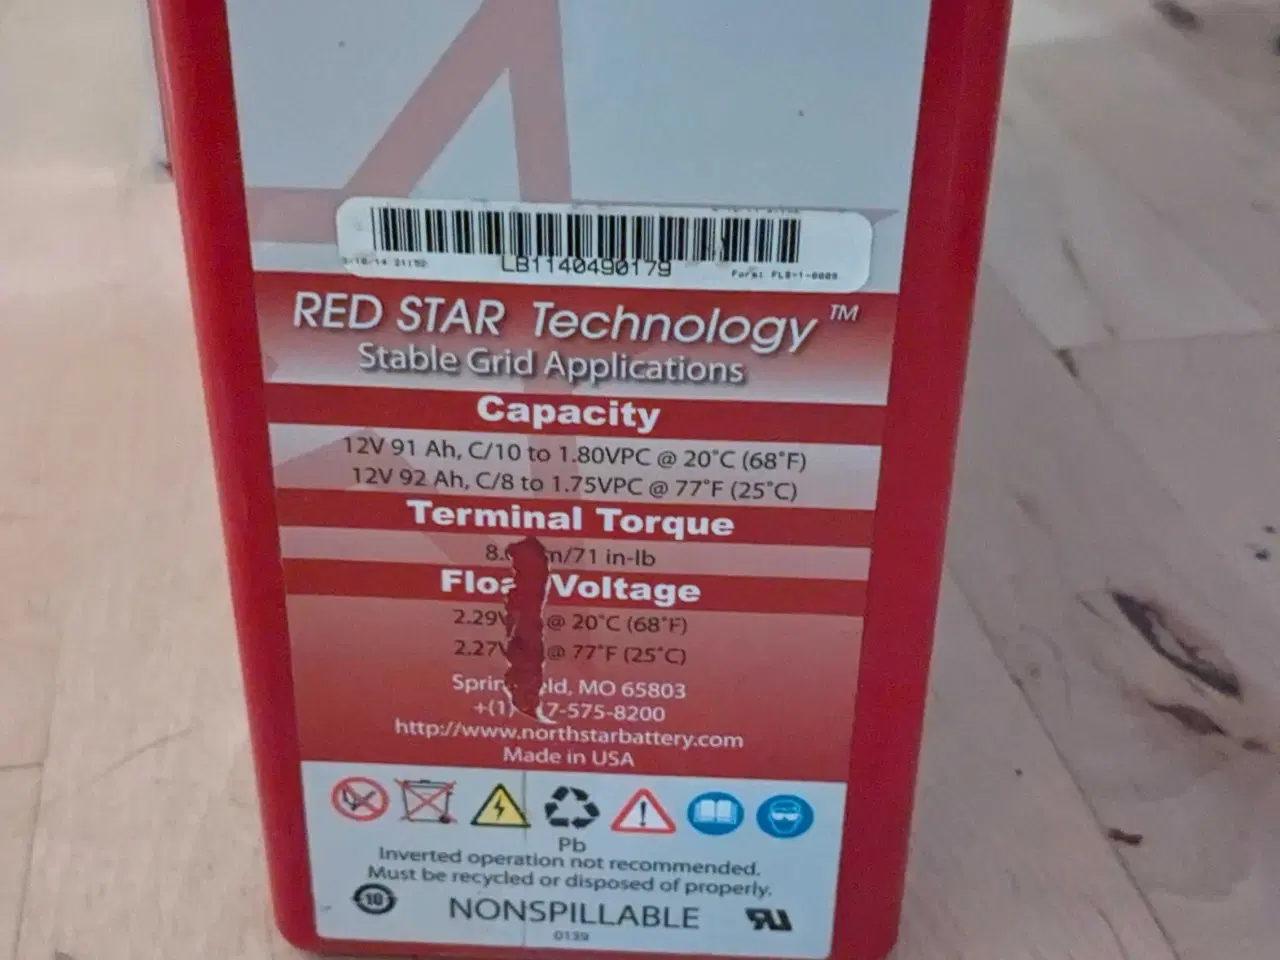 LB1140490179
RED STAR Technology™
Stable Grid Applications
Capacity
12V 91 Ah, C/10 to 1.80VPC @ 20°C (68°F)
12V 92 Ah, C/8 to 1.75VPC @ 77°F (25°C)
Terminal Torque
/71 in-lb
Voltage
@ 20°C (68°F)
@ 77°F (25°C)
MO 65803
7-575-8200
http://www.northstarbattery.com
Made in USA
Pb
Inverted operation not recommended.
Must be recycled or disposed of properly.
10
NONSPILLABLE
0139